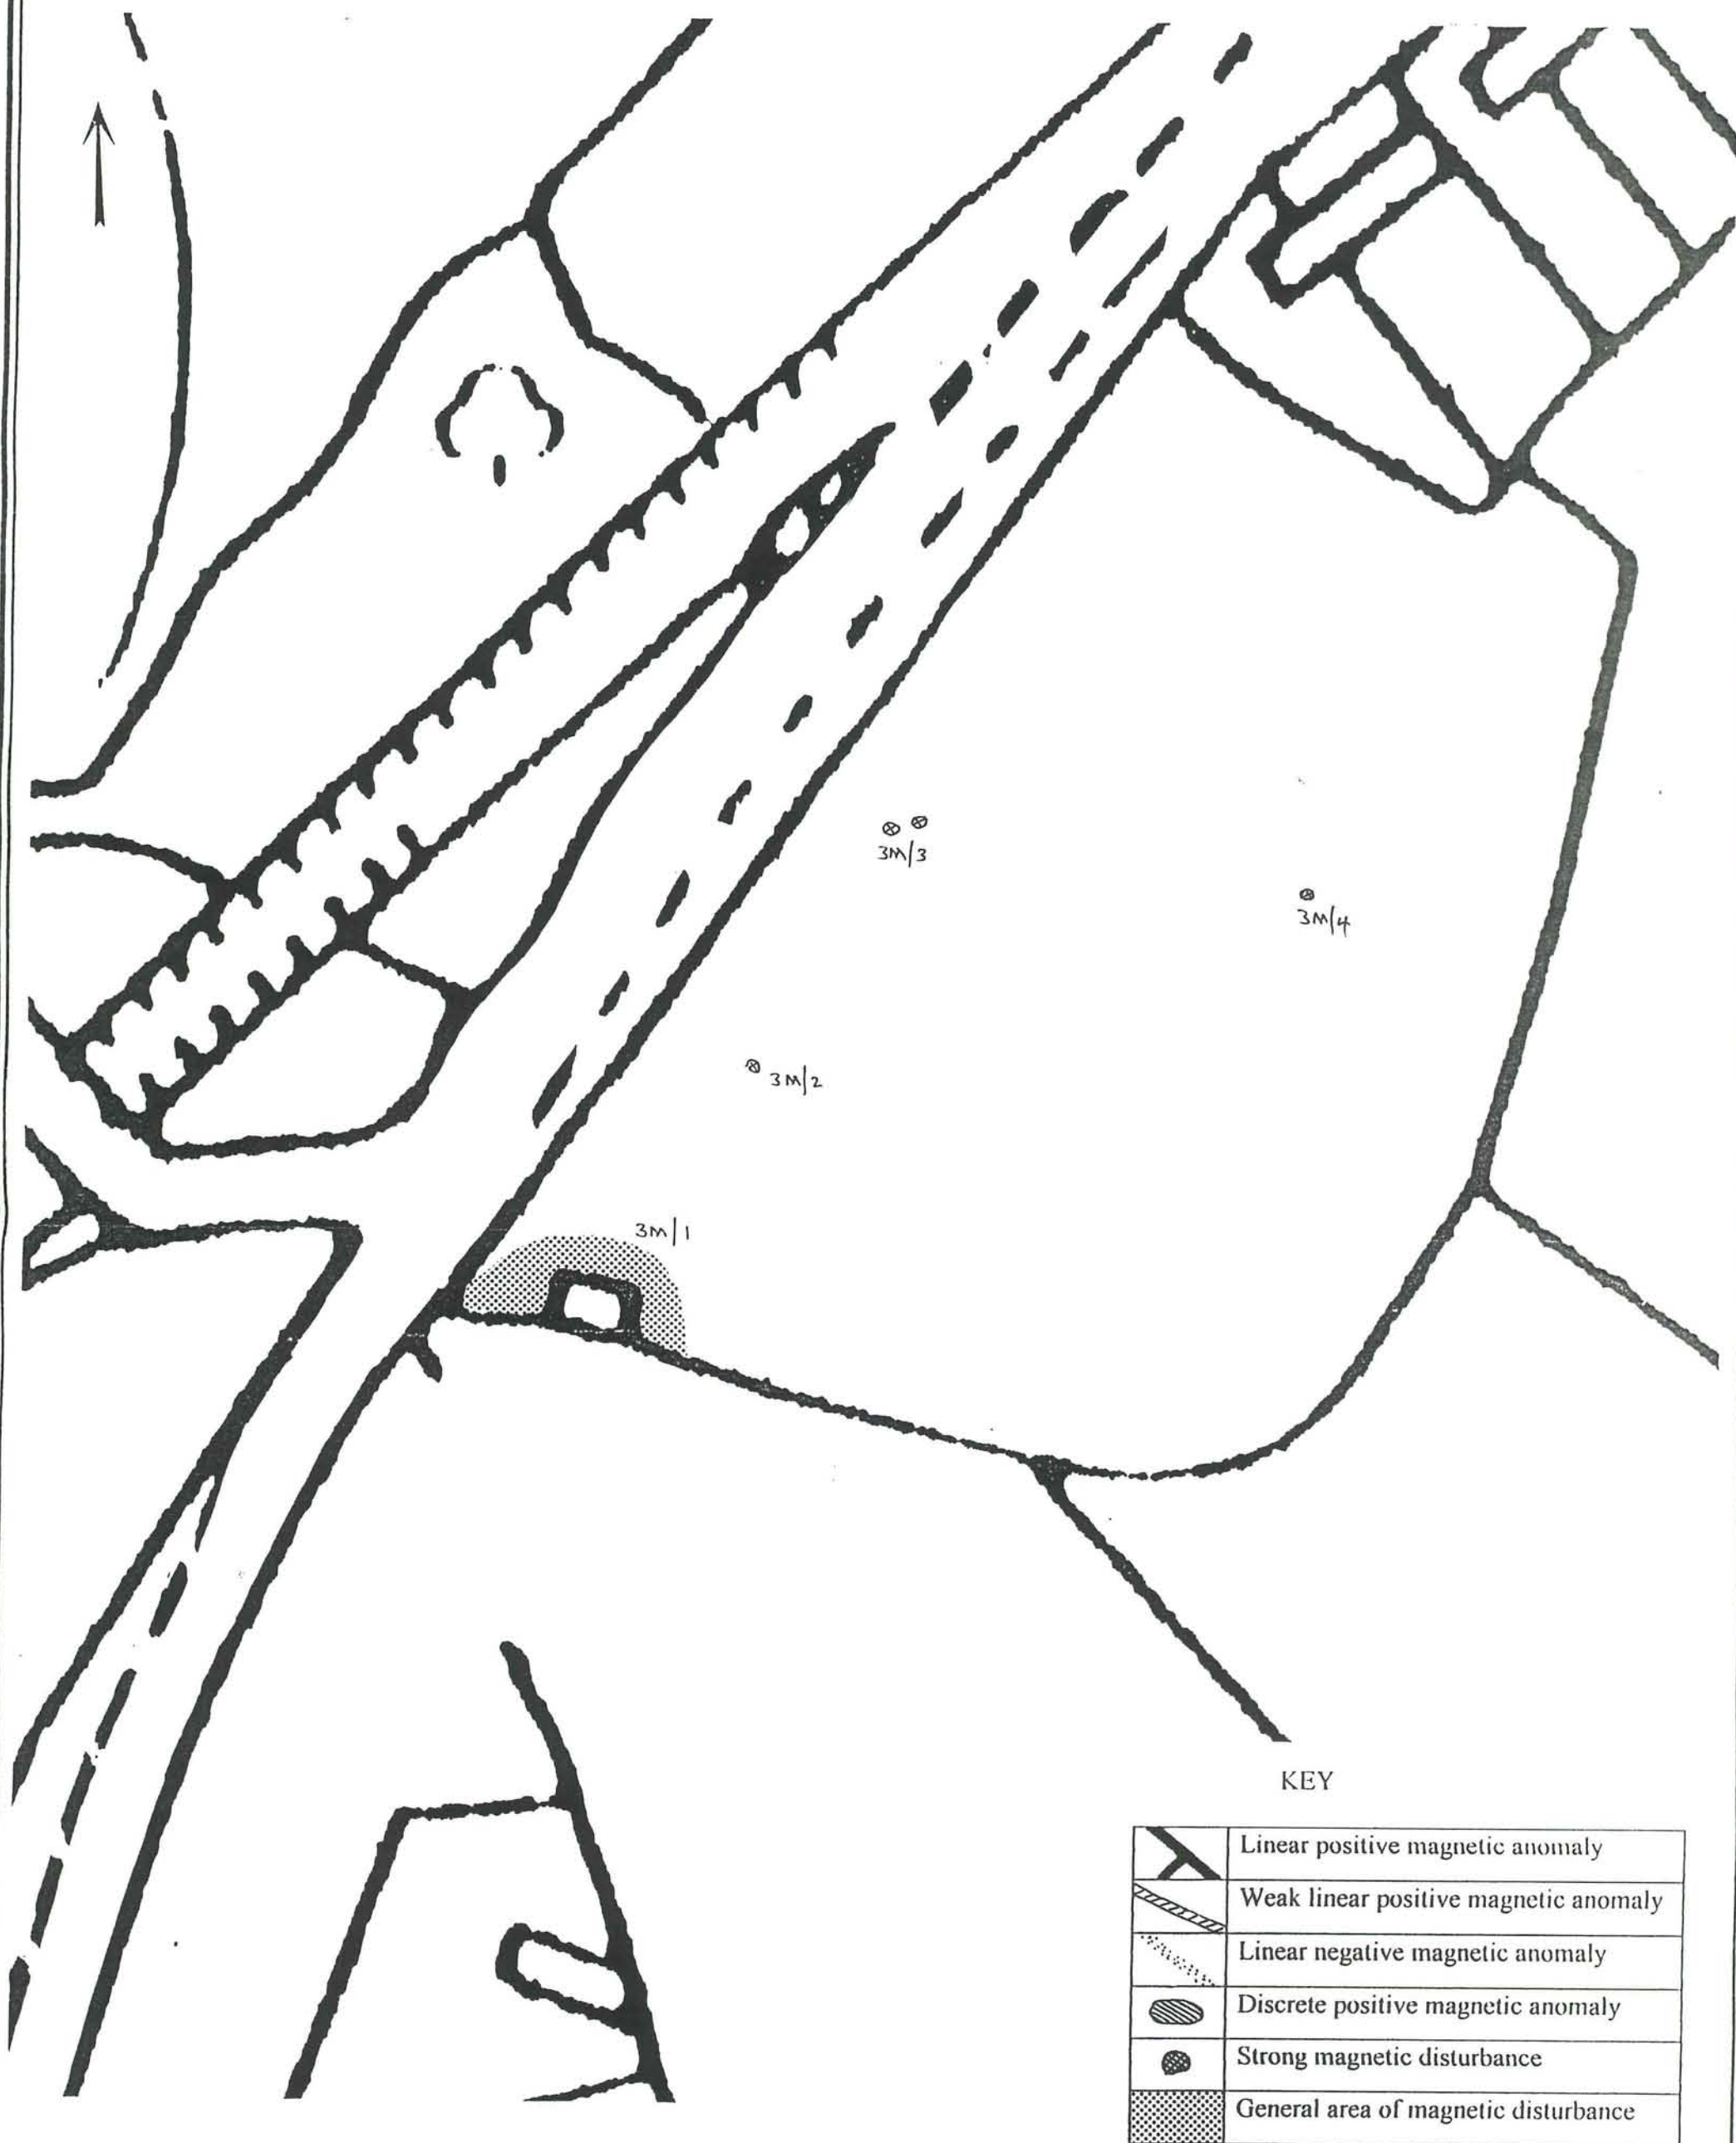 3M/3
3M/4
3M/2
3M/1
KEY
Linear positive magnetic anomaly
Weak linear positive magnetic anomaly
Linear negative magnetic anomaly
Discrete positive magnetic anomaly
Strong magnetic disturbance
General area of magnetic disturbance